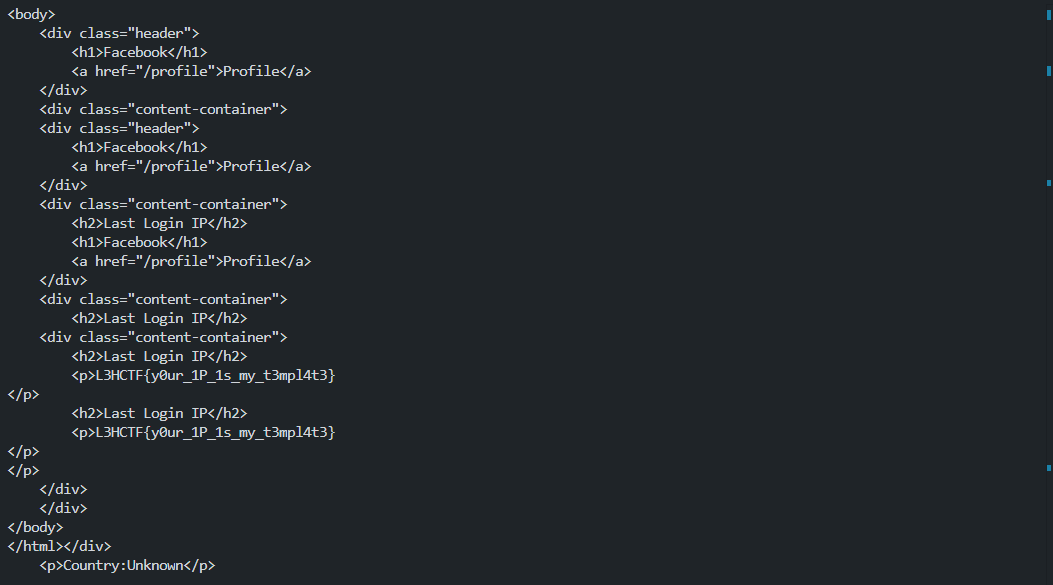 <body>
    <div class="header">
        <h1>Facebook</h1>
        <a href="/profile">Profile</a>
    </div>
    <div class="content-container">
    <div class="header">
        <h1>Facebook</h1>
        <a href="/profile">Profile</a>
    </div>
    <div class="content-container">
        <h2>Last Login IP</h2>
        <h1>Facebook</h1>
        <a href="/profile">Profile</a>
    </div>
    <div class="content-container">
        <h2>Last Login IP</h2>
    <div class="content-container">
        <h2>Last Login IP</h2>
        <p>L3HCTF{y0ur_1P_1s_my_t3mpl4t3}
</p>
        <h2>Last Login IP</h2>
        <p>L3HCTF{y0ur_1P_1s_my_t3mpl4t3}
</p>
</p>
    </div>
    </div>
</body>
</html></div>
    <p>Country:Unknown</p>